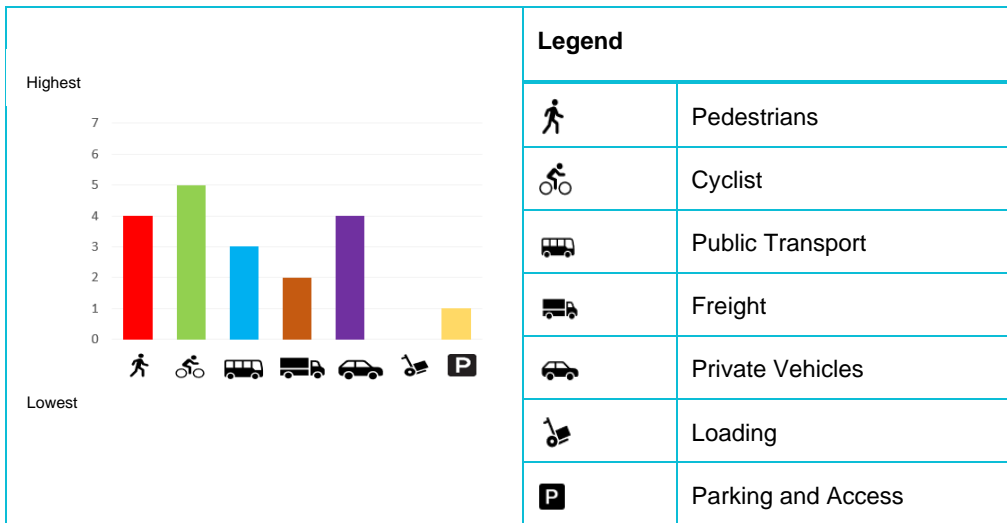 Highest
7
6
5
4
3
2
1
0
P
Lowest
Legend
Pedestrians
Cyclist
Public Transport
Freight
Private Vehicles
Loading
P Parking and Access